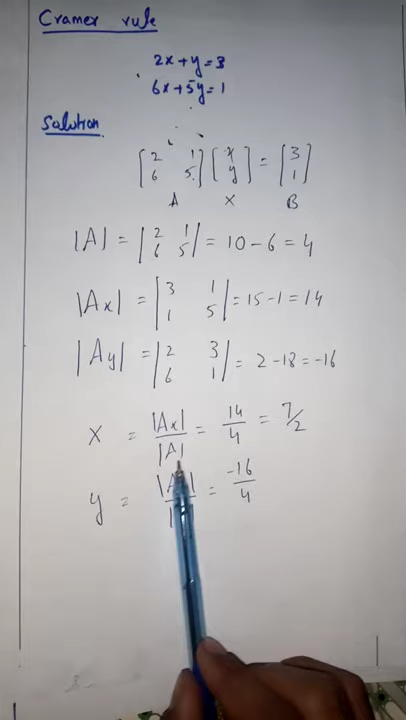 Cramer rule
2x+y=3
6x+5y=1
Solution
[2 1 6 5] [x y] = [3 1]
A X B
|A| = |2 1 6 5| = 10-6 = 4
|Ax| = |3 1 1 5| = 15-1 = 14
|Ay| = |2 3 6 1| = 2-18 = -16
x = |Ax|/|A| = 14/4 = 7/2
y = = -16/4